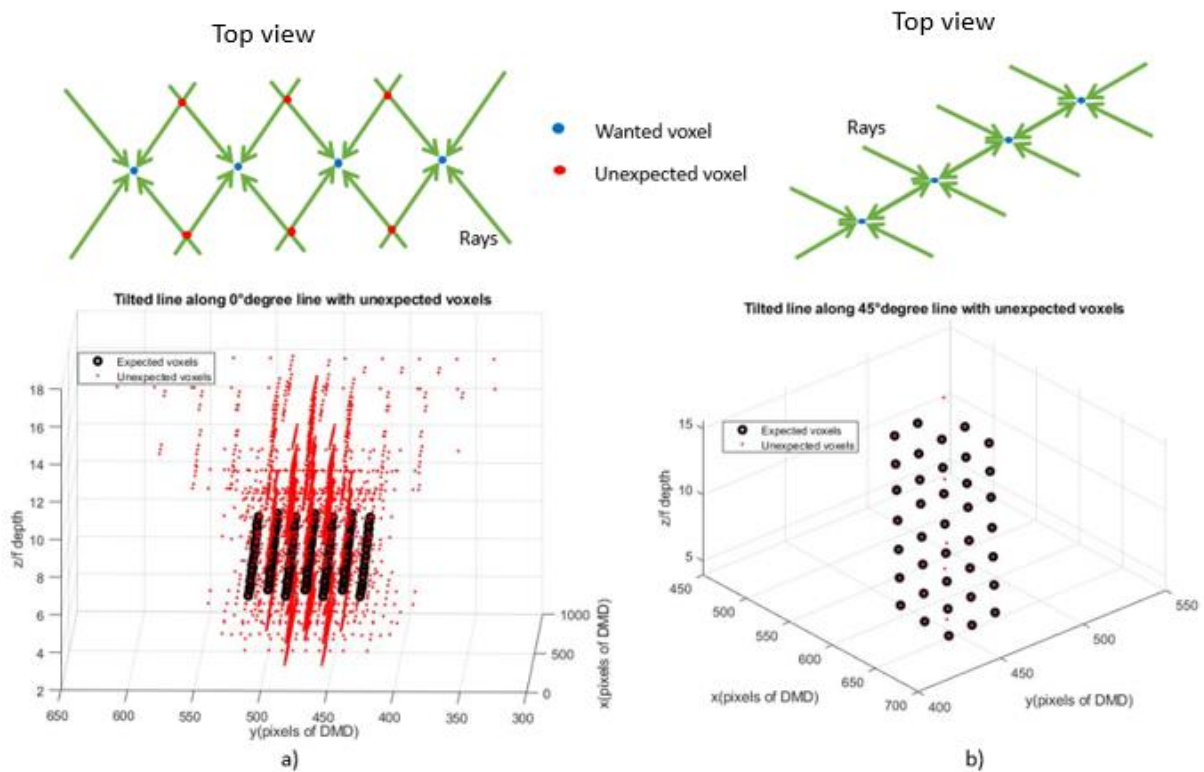 Top view
Top view
Wanted voxel
Unexpected voxel
Rays
Rays
Tilted line along 0°degree line with unexpected voxels
Expected voxels
Unexpected voxels
18
16
14
12
10
8
6
4
2
z/f depth
650
600
550
500
450
400
350
300
y(pixels of DMD)
1000
500
0
x(pixels of DMD)
a)
Tilted line along 45°degree line with unexpected voxels
Expected voxels
Unexpected voxels
15
10
5
z/f depth
450
500
550
600
650
700
x(pixels of DMD)
400
450
500
550
y(pixels of DMD)
b)